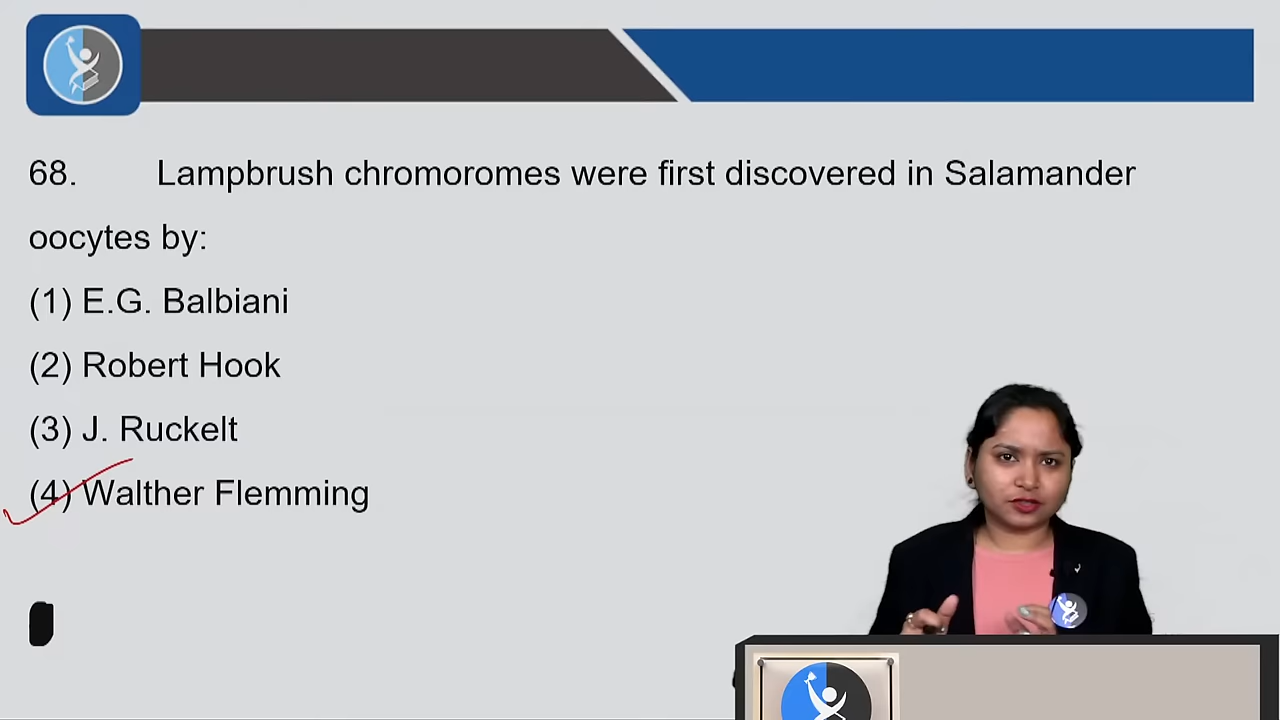 68. Lampbrush chromoromes were first discovered in Salamander
oocytes by:
(1) E.G. Balbiani
(2) Robert Hook
(3) J. Ruckelt
(4) Walther Flemming